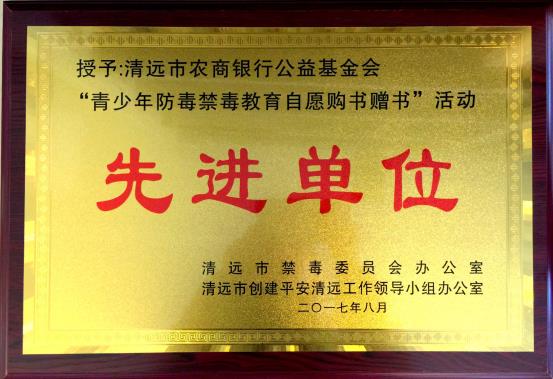 授予:清远市农商银行公益基金会
“青少年防毒禁毒教育自愿购书赠书”活动
先进单位
清远市禁毒委员会办公室
清远市创建平安清远工作领导小组办公室
二〇一七年八月